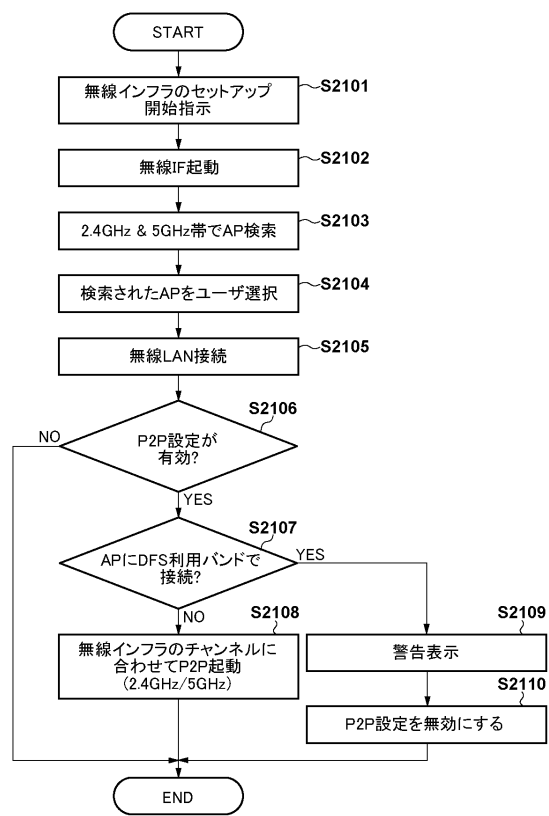 START
無線インフラのセットアップ
開始指示
S2101
無線IF起動
S2102
2.4GHz & 5GHz帯でAP検索
S2103
検索されたAPをユーザ選択
S2104
無線LAN接続
S2105
S2106
P2P設定が
有効?
NO
YES
S2107
APにDFS利用バンドで
接続?
YES
NO
S2108
無線インフラのチャンネルに
合わせてP2P起動
(2.4GHz/5GHz)
S2109
警告表示
S2110
P2P設定を無効にする
END